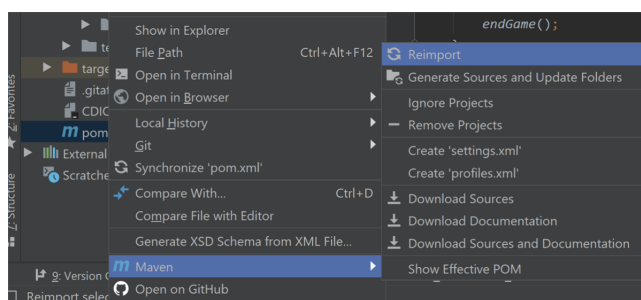 endGame();
te
targe
.gitat
CDIC
pom
External
Scratche
2: Favorites
Z: Structure
9: Version C
Reimport selec
Show in Explorer
File Path Ctrl+Alt+F12
Open in Terminal
Open in Browser
Local History
Git
Synchronize 'pom.xml'
Compare With... Ctrl+D
Compare File with Editor
Generate XSD Schema from XML File...
Maven
Open on GitHub
Reimport
Generate Sources and Update Folders
Ignore Projects
Remove Projects
Create 'settings.xml'
Create 'profiles.xml'
Download Sources
Download Documentation
Download Sources and Documentation
Show Effective POM